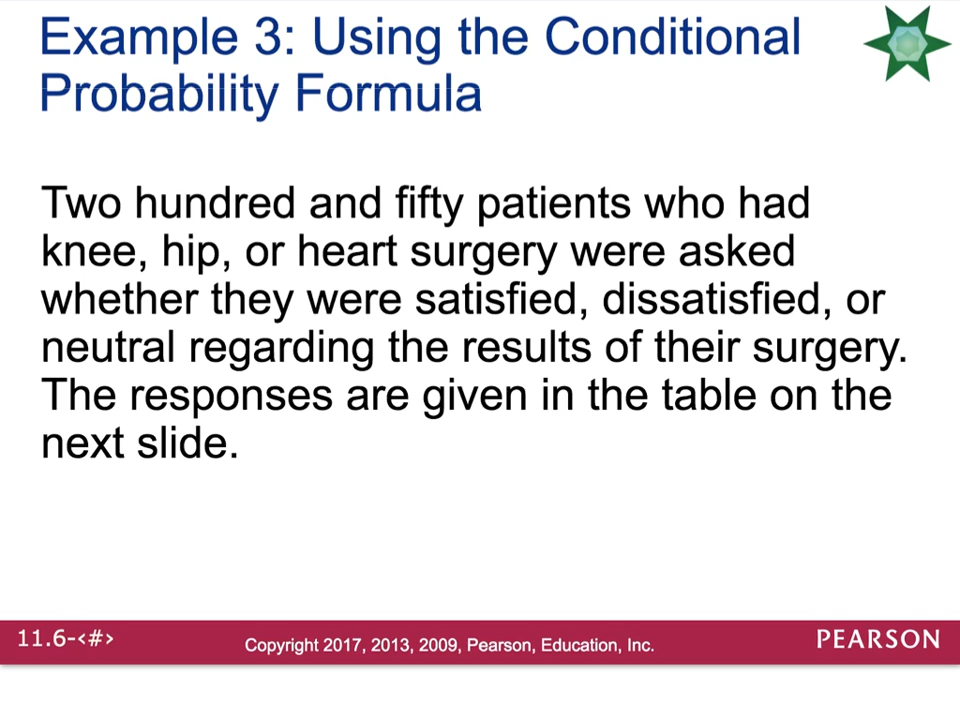 Example 3: Using the Conditional
Probability Formula
Two hundred and fifty patients who had
knee, hip, or heart surgery were asked
whether they were satisfied, dissatisfied, or
neutral regarding the results of their surgery.
The responses are given in the table on the
next slide.
11.6-‹#›
Copyright 2017, 2013, 2009, Pearson, Education, Inc.
PEARSON